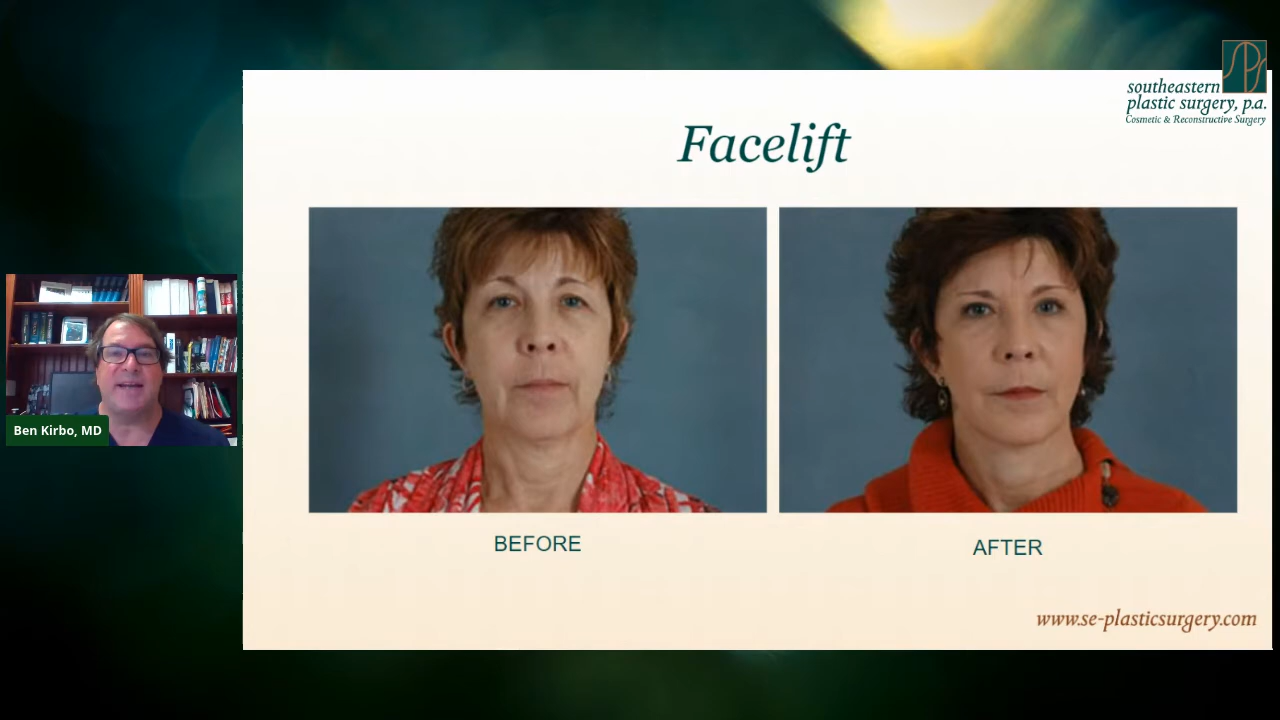 southeastern
plastic surgery, p.a.
Cosmetic & Reconstructive Surgery
Facelift
Ben Kirbo, MD
BEFORE
AFTER
www.se-plasticsurgery.com